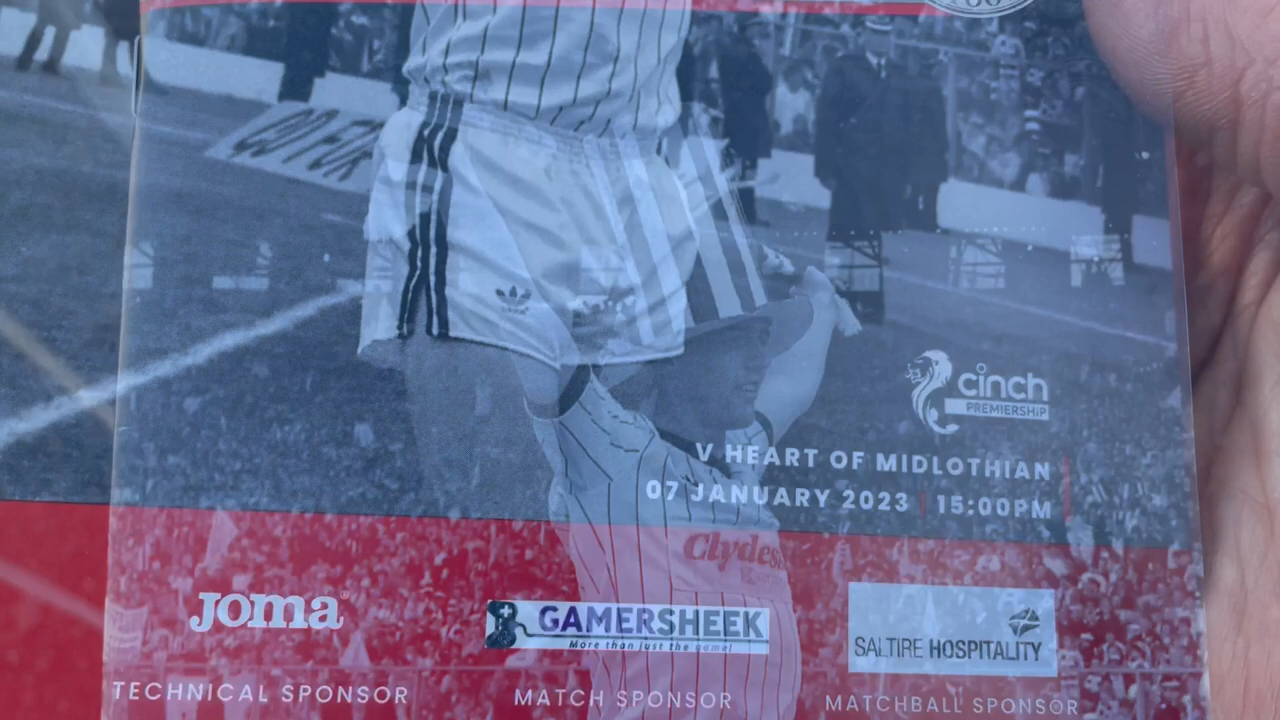 GO FOR
cinch
PREMIERSHIP
V HEART OF MIDLOTHIAN
07 JANUARY 2023 | 15:00PM
Clydes
Joma
GAMERSHEEK
More than just the game!
SALTIRE HOSPITALITY
TECHNICAL SPONSOR
MATCH SPONSOR
MATCHBALL SPONSOR